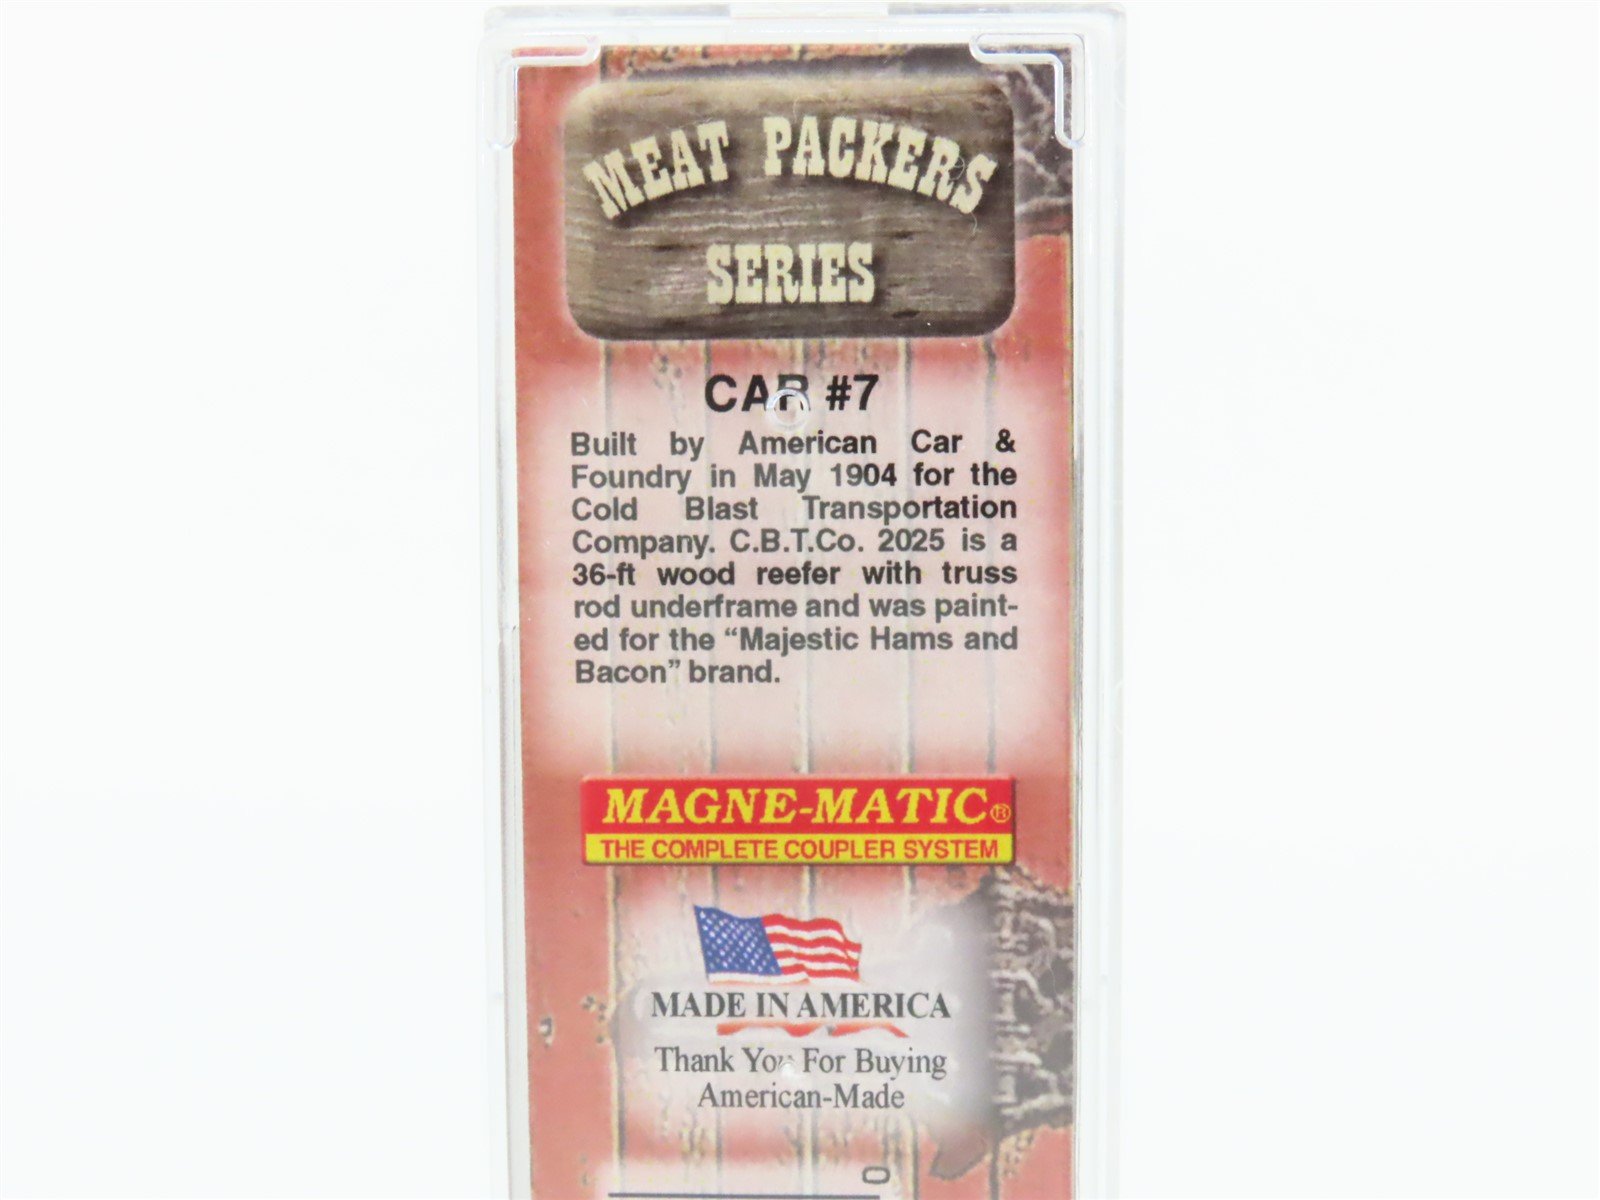 MEAT PACKERS
SERIES
CAR #7
Built by American Car &
Foundry in May 1904 for the
Cold Blast Transportation
Company. C.B.T.Co. 2025 is a
36-ft wood reefer with truss
rod underframe and was paint-
ed for the “Majestic Hams and
Bacon” brand.
MAGNE-MATIC®
THE COMPLETE COUPLER SYSTEM
MADE IN AMERICA
Thank You For Buying
American-Made
0